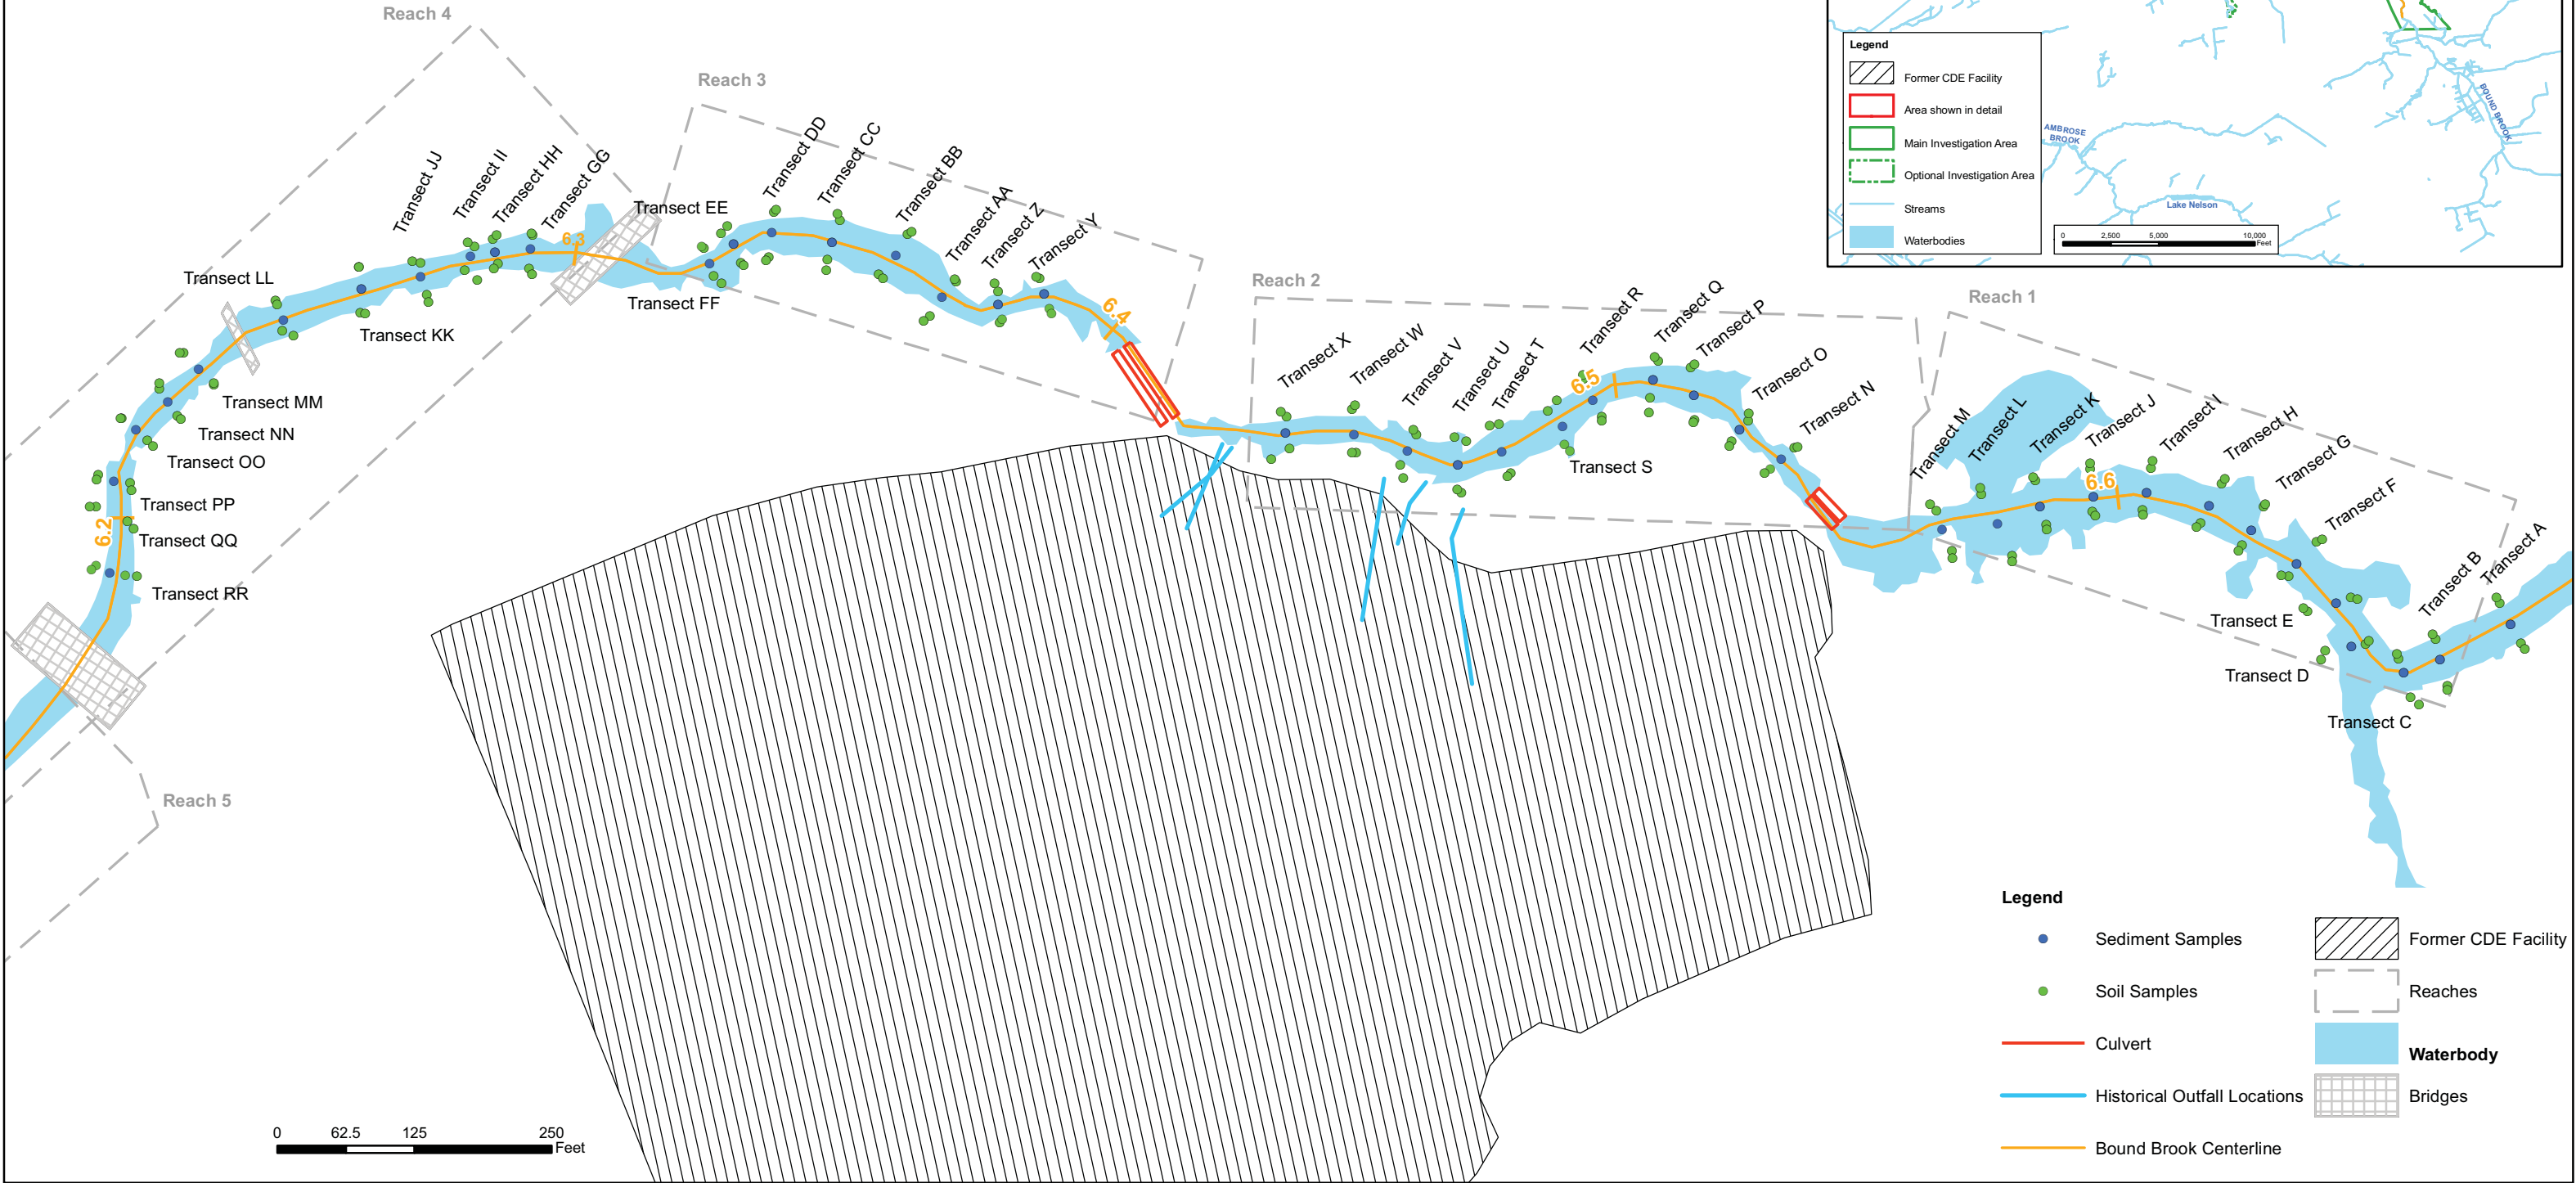 Reach 4
Reach 3
Reach 2
Reach 1
Reach 5
Transect LL
Transect JJ
Transect II
Transect HH
Transect GG
Transect KK
Transect MM
Transect NN
Transect OO
Transect PP
Transect QQ
Transect RR
Transect EE
Transect FF
Transect DD
Transect CC
Transect BB
Transect AA
Transect Z
Transect Y
Transect X
Transect W
Transect V
Transect U
Transect T
Transect S
Transect R
Transect Q
Transect P
Transect O
Transect N
Transect M
Transect L
Transect K
Transect J
Transect I
Transect H
Transect G
Transect F
Transect E
Transect D
Transect C
Transect B
Transect A
6.2
6.3
6.4
6.5
6.6
Legend
Former CDE Facility
Area shown in detail
Main Investigation Area
Optional Investigation Area
Streams
Waterbodies
AMBROSE
BROOK
Lake Nelson
BOUND BROOK
0 2,500 5,000 10,000
Feet
0 62.5 125 250
Feet
Legend
Sediment Samples
Soil Samples
Culvert
Historical Outfall Locations
Bound Brook Centerline
Former CDE Facility
Reaches
Waterbody
Bridges